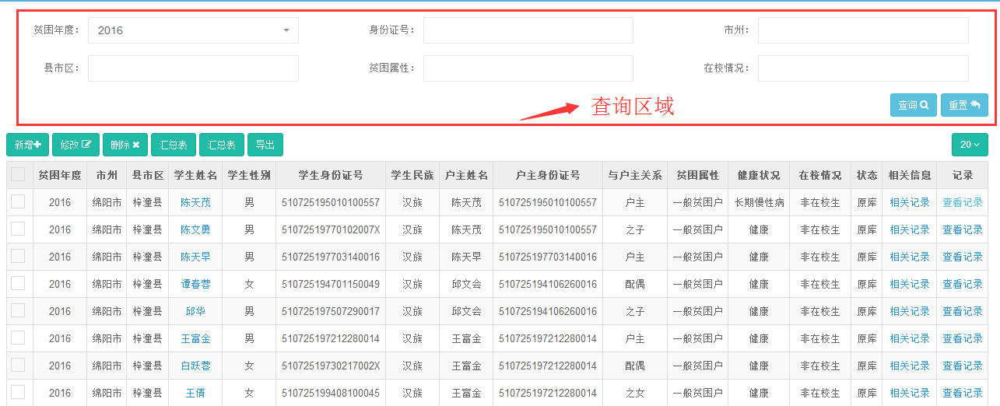 贫困年度： 2016 身份证号： 市州：
县市区： 贫困属性： 在校情况：
查询区域
查询 重置
新增 修改 删除 汇总表 汇总表 导出 20
贫困年度 市州 县市区 学生姓名 学生性别 学生身份证号 学生民族 户主姓名 户主身份证号 与户主关系 贫困属性 健康状况 在校情况 状态 相关信息 记录
2016 绵阳市 梓潼县 陈天茂 男 510725195010100557 汉族 陈天茂 510725195010100557 户主 一般贫困户 长期慢性病 非在校生 原库 相关记录 查看记录
2016 绵阳市 梓潼县 陈文勇 男 51072519770102007X 汉族 陈天茂 510725195010100557 之子 一般贫困户 健康 非在校生 原库 相关记录 查看记录
2016 绵阳市 梓潼县 陈天早 男 510725197703140016 汉族 陈天早 510725197703140016 户主 一般贫困户 健康 非在校生 原库 相关记录 查看记录
2016 绵阳市 梓潼县 谭春蓉 女 510725194701150049 汉族 邱文会 510725194106260016 配偶 一般贫困户 健康 非在校生 原库 相关记录 查看记录
2016 绵阳市 梓潼县 邱华 男 510725197507290017 汉族 邱文会 510725194106260016 之子 一般贫困户 健康 非在校生 原库 相关记录 查看记录
2016 绵阳市 梓潼县 王富金 男 510725197212280014 汉族 王富金 510725197212280014 户主 一般贫困户 健康 非在校生 原库 相关记录 查看记录
2016 绵阳市 梓潼县 白跃蓉 女 51072519730217002X 汉族 王富金 510725197212280014 配偶 一般贫困户 健康 非在校生 原库 相关记录 查看记录
2016 绵阳市 梓潼县 王倩 女 510725199408100045 汉族 王富金 510725197212280014 之女 一般贫困户 健康 非在校生 原库 相关记录 查看记录